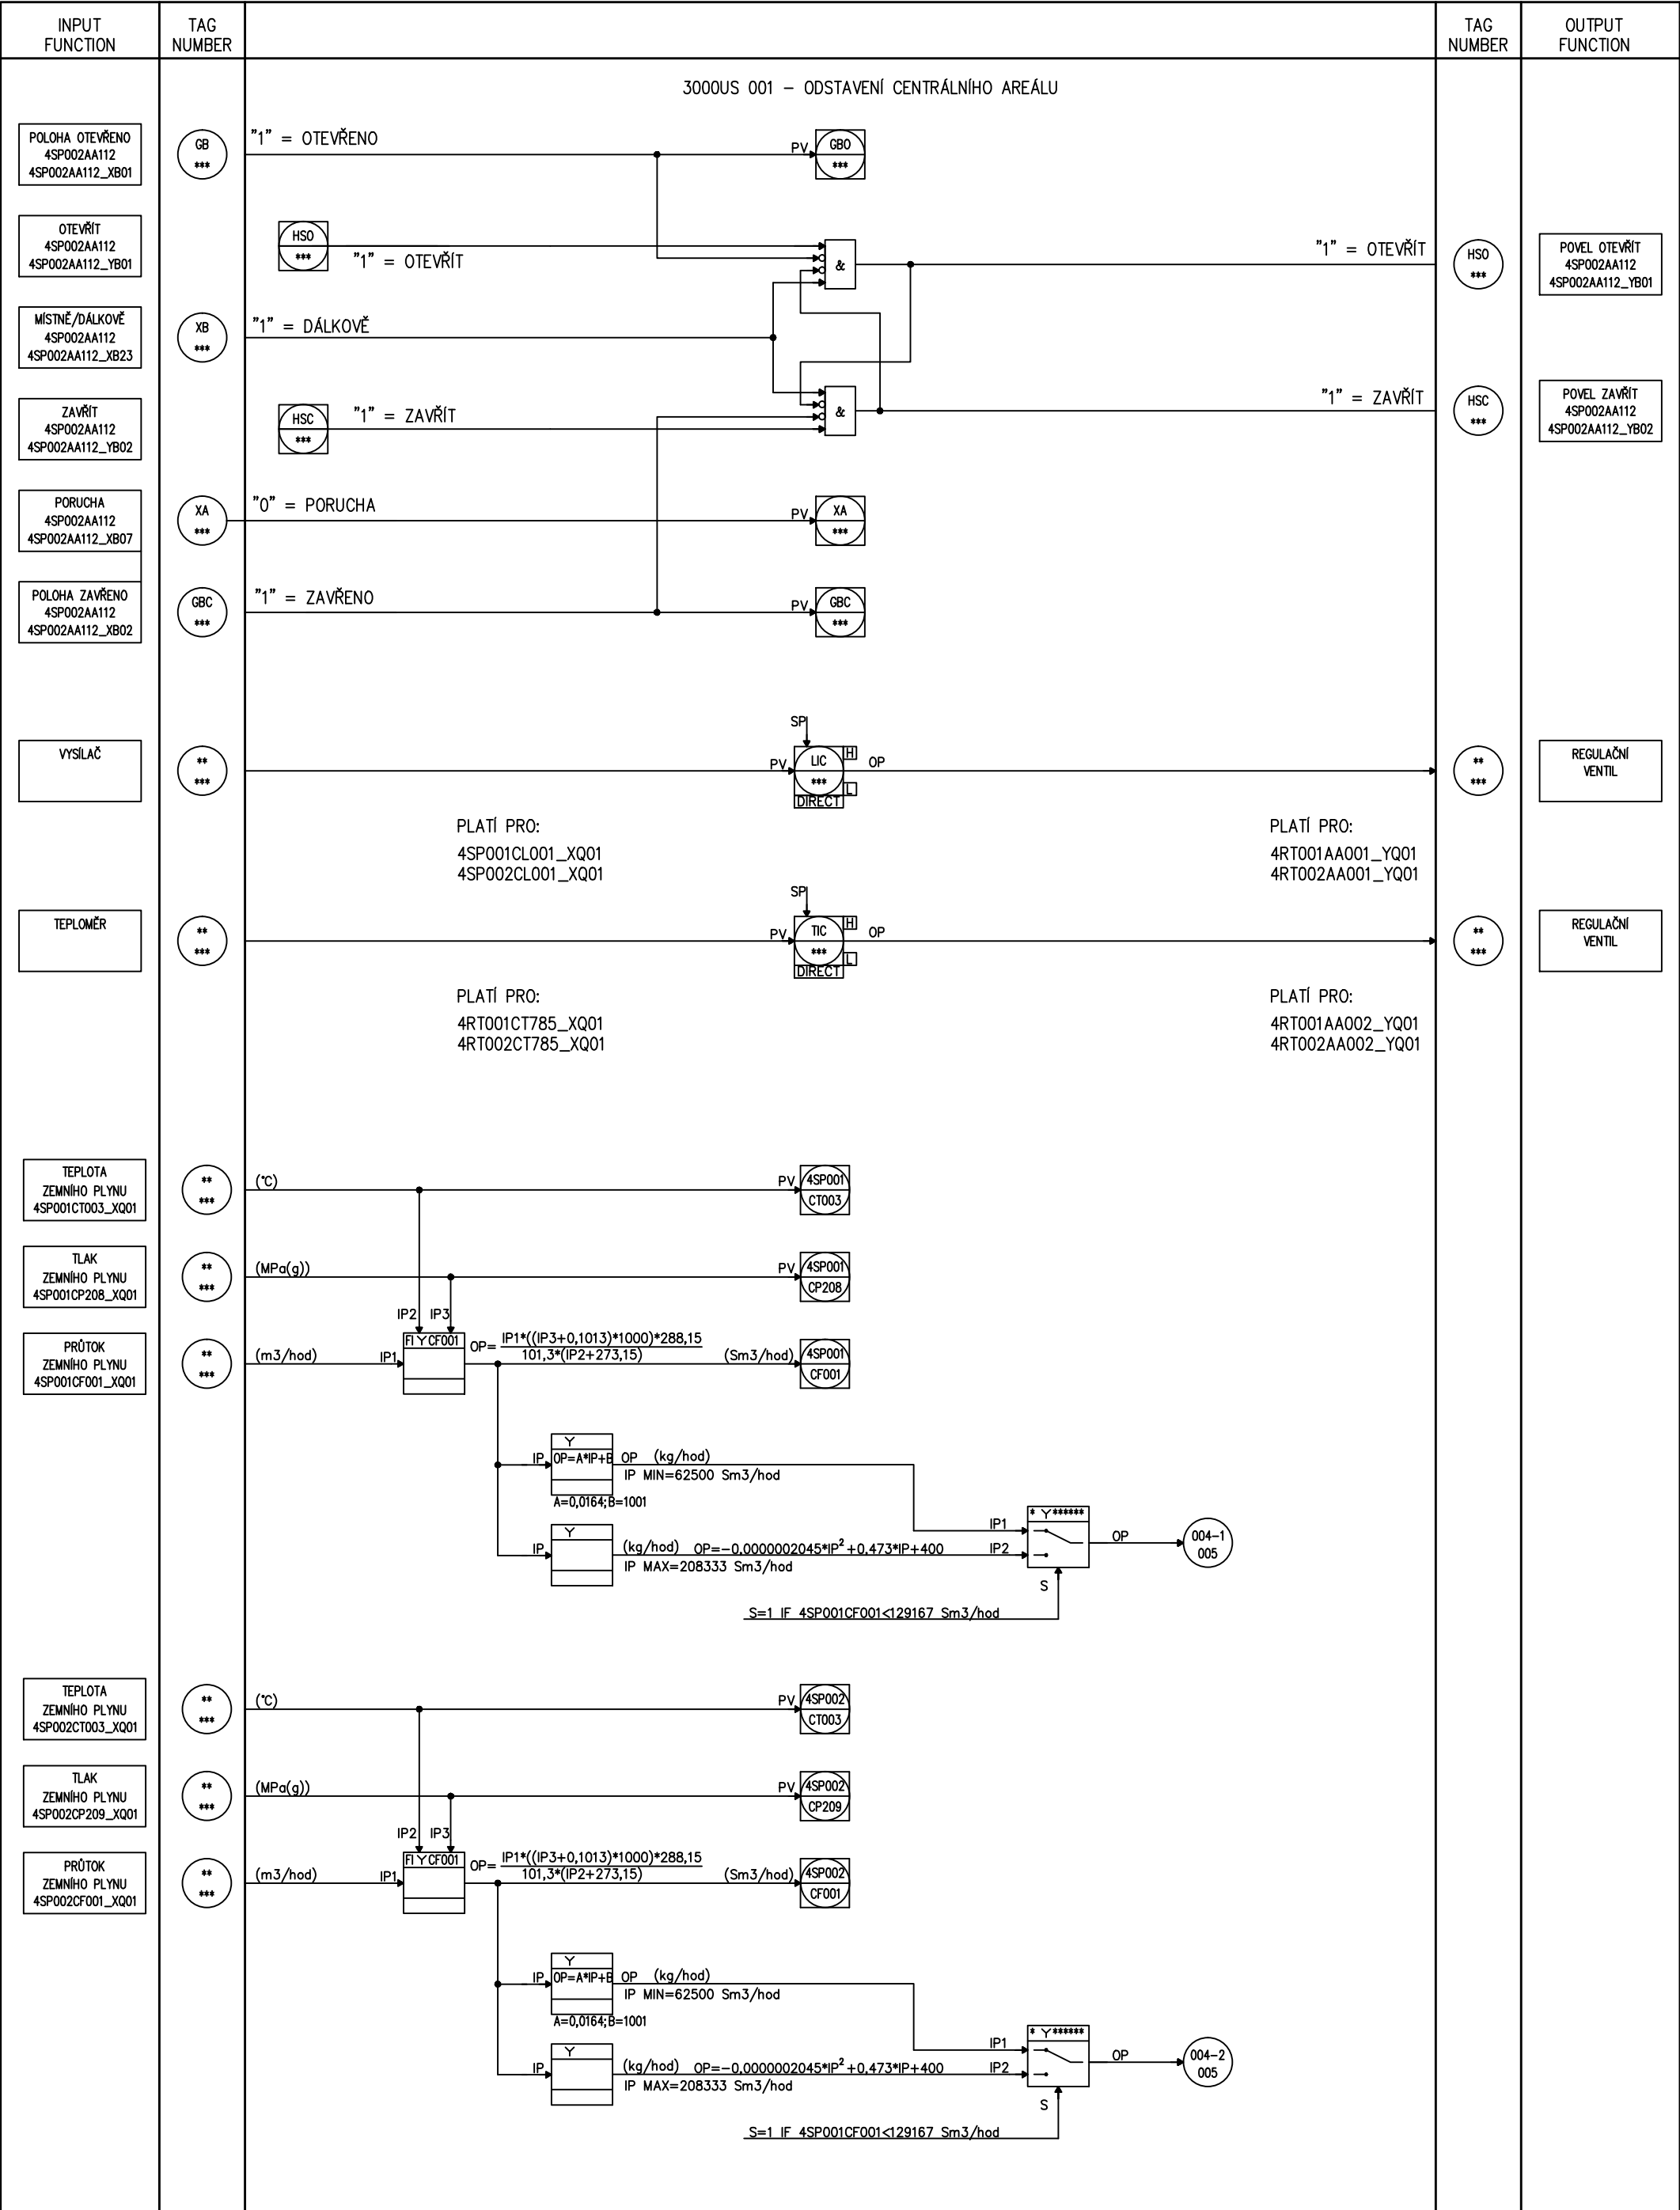 INPUT
FUNCTION
TAG
NUMBER
TAG
NUMBER
OUTPUT
FUNCTION
3000US 001 – ODSTAVENÍ CENTRÁLNÍHO AREÁLU
POLOHA OTEVŘENO
4SP002AA112
4SP002AA112_XB01
GB
***
"1" = OTEVŘENO
PV
GBO
***
OTEVŘÍT
4SP002AA112
4SP002AA112_YB01
HSO
***
"1" = OTEVŘÍT
&
"1" = OTEVŘÍT
HSO
***
POVEL OTEVŘÍT
4SP002AA112
4SP002AA112_YB01
MÍSTNĚ/DÁLKOVĚ
4SP002AA112
4SP002AA112_XB23
XB
***
"1" = DÁLKOVĚ
ZAVŘÍT
4SP002AA112
4SP002AA112_YB02
HSC
***
"1" = ZAVŘÍT
&
"1" = ZAVŘÍT
HSC
***
POVEL ZAVŘÍT
4SP002AA112
4SP002AA112_YB02
PORUCHA
4SP002AA112
4SP002AA112_XB07
XA
***
"0" = PORUCHA
PV
XA
***
POLOHA ZAVŘENO
4SP002AA112
4SP002AA112_XB02
GBC
***
"1" = ZAVŘENO
PV
GBC
***
VYSÍLAČ
**
***
SP
PV
LIC
***
H
L
DIRECT
OP
**
***
REGULAČNÍ
VENTIL
PLATÍ PRO:
4SP001CL001_XQ01
4SP002CL001_XQ01
PLATÍ PRO:
4RT001AA001_YQ01
4RT002AA001_YQ01
TEPLOMĚR
**
***
SP
PV
TIC
***
H
L
DIRECT
OP
**
***
REGULAČNÍ
VENTIL
PLATÍ PRO:
4RT001CT785_XQ01
4RT002CT785_XQ01
PLATÍ PRO:
4RT001AA002_YQ01
4RT002AA002_YQ01
TEPLOTA
ZEMNÍHO PLYNU
4SP001CT003_XQ01
**
***
(°C)
PV
4SP001
CT003
TLAK
ZEMNÍHO PLYNU
4SP001CP208_XQ01
**
***
(MPa(g))
PV
4SP001
CP208
IP2 IP3
PRŮTOK
ZEMNÍHO PLYNU
4SP001CF001_XQ01
**
***
(m3/hod)
IP1
FI Y CF001
OP= IP1*((IP3+0,1013)*1000)*288,15
101,3*(IP2+273,15)
(Sm3/hod)
4SP001
CF001
IP
Y
OP=A*IP+B
OP (kg/hod)
IP MIN=62500 Sm3/hod
A=0,0164;B=1001
IP
Y
(kg/hod) OP=-0,0000002045*IP²+0,473*IP+400
IP MAX=208333 Sm3/hod
IP1
IP2
* Y******
OP
004-1
005
S
S=1 IF 4SP001CF001<129167 Sm3/hod
TEPLOTA
ZEMNÍHO PLYNU
4SP002CT003_XQ01
**
***
(°C)
PV
4SP002
CT003
TLAK
ZEMNÍHO PLYNU
4SP002CP209_XQ01
**
***
(MPa(g))
PV
4SP002
CP209
IP2 IP3
PRŮTOK
ZEMNÍHO PLYNU
4SP002CF001_XQ01
**
***
(m3/hod)
IP1
FI Y CF001
OP= IP1*((IP3+0,1013)*1000)*288,15
101,3*(IP2+273,15)
(Sm3/hod)
4SP002
CF001
IP
Y
OP=A*IP+B
OP (kg/hod)
IP MIN=62500 Sm3/hod
A=0,0164;B=1001
IP
Y
(kg/hod) OP=-0,0000002045*IP²+0,473*IP+400
IP MAX=208333 Sm3/hod
IP1
IP2
* Y******
OP
004-2
005
S
S=1 IF 4SP001CF001<129167 Sm3/hod